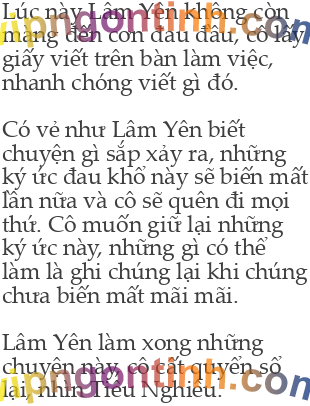 Lúc này Lâm Yên không còn
màng đến cơn đau đầu, cô lấy
giấy viết trên bàn làm việc,
nhanh chóng viết gì đó.
Có vẻ như Lâm Yên biết
chuyện gì sắp xảy ra, những
ký ức đau khổ này sẽ biến mất
lần nữa và cô sẽ quên đi mọi
thứ. Cô muốn giữ lại những
ký ức này, những gì có thể
làm là ghi chúng lại khi chúng
chưa biến mất mãi mãi.
Lâm Yên làm xong những
chuyện này, cô cất quyển sổ
lại, nhìn Tiểu Nghiều.